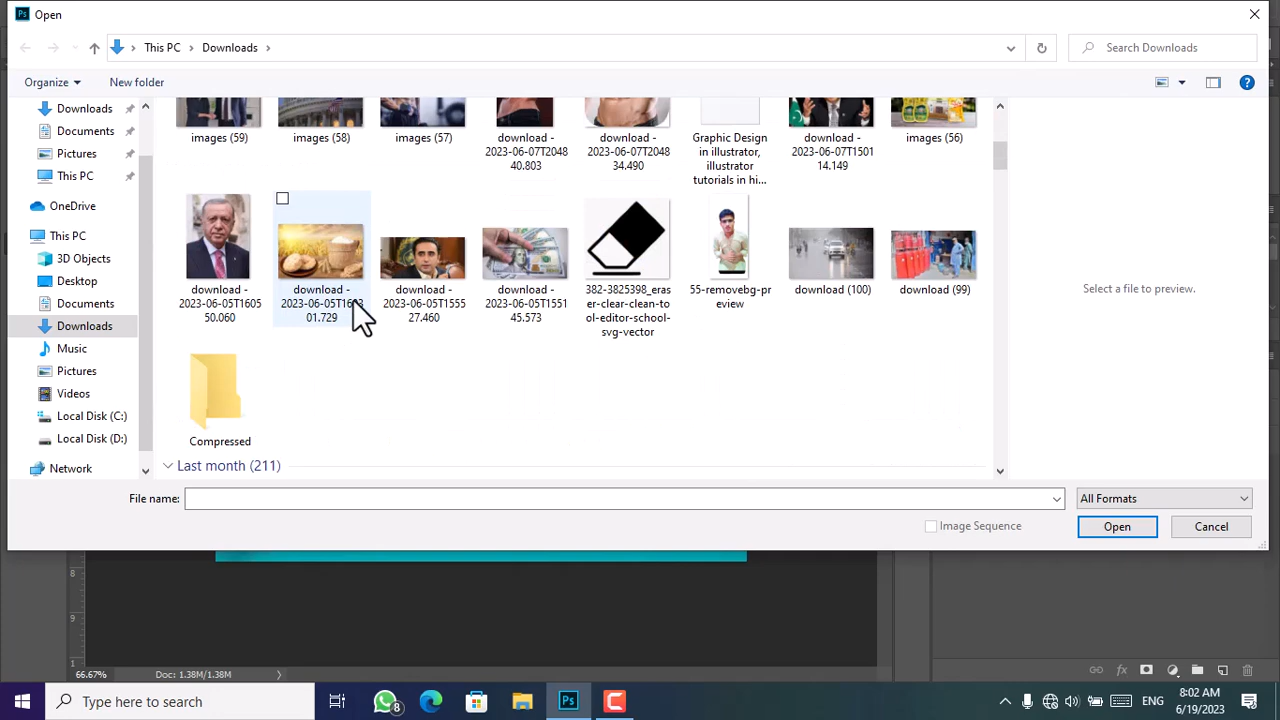 Ps Open
This PC Downloads
Search Downloads
Organize
New folder
Downloads
Documents
Pictures
This PC
OneDrive
This PC
3D Objects
Desktop
Documents
Downloads
Music
Pictures
Videos
Local Disk (C:)
Local Disk (D:)
Network
images (59)
images (58)
images (57)
download -
2023-06-07T2048
40.803
download -
2023-06-07T2048
34.490
Graphic Design
in illustrator,
illustrator
tutorials in hi...
download -
2023-06-07T1501
14.149
images (56)
download -
2023-06-05T1605
50.060
download -
01.729
download -
2023-06-05T1555
27.460
download -
2023-06-05T1551
45.573
382-3825398_eras
er-clear-clean-to
ol-editor-school-
svg-vector
55-removebg-pr
eview
download (100)
download (99)
Compressed
Last month (211)
Select a file to preview.
File name:
All Formats
Image Sequence
Open
Cancel
8
9
1
66.67%
Doc: 1.38M/1.38M
fx
Type here to search
8
Ps
ENG
8:02 AM
6/19/2023